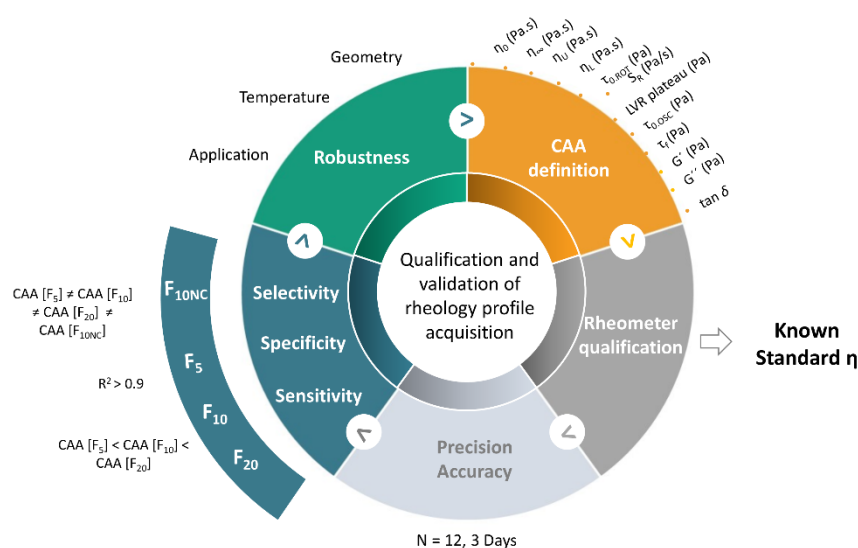 Geometry
Temperature
Application
Robustness
η₀ (Pa.s)
η∞ (Pa.s)
ηU (Pa.s)
ηL (Pa.s)
τ₀.ROT (Pa)
SR (Pa/s)
LVR plateau (Pa)
τ₀.OSC (Pa)
τf (Pa)
G′ (Pa)
G′′ (Pa)
tan δ
CAA
definition
Qualification and
validation of
rheology profile
acquisition
Rheometer
qualification
Known
Standard η
Precision
Accuracy
N = 12, 3 Days
Selectivity
Specificity
Sensitivity
F10NC
F₅
F₁₀
F₂₀
CAA [F₅] ≠ CAA [F₁₀]
≠ CAA [F₂₀] ≠
CAA [F10NC]
R² > 0.9
CAA [F₅] < CAA [F₁₀] <
CAA [F₂₀]